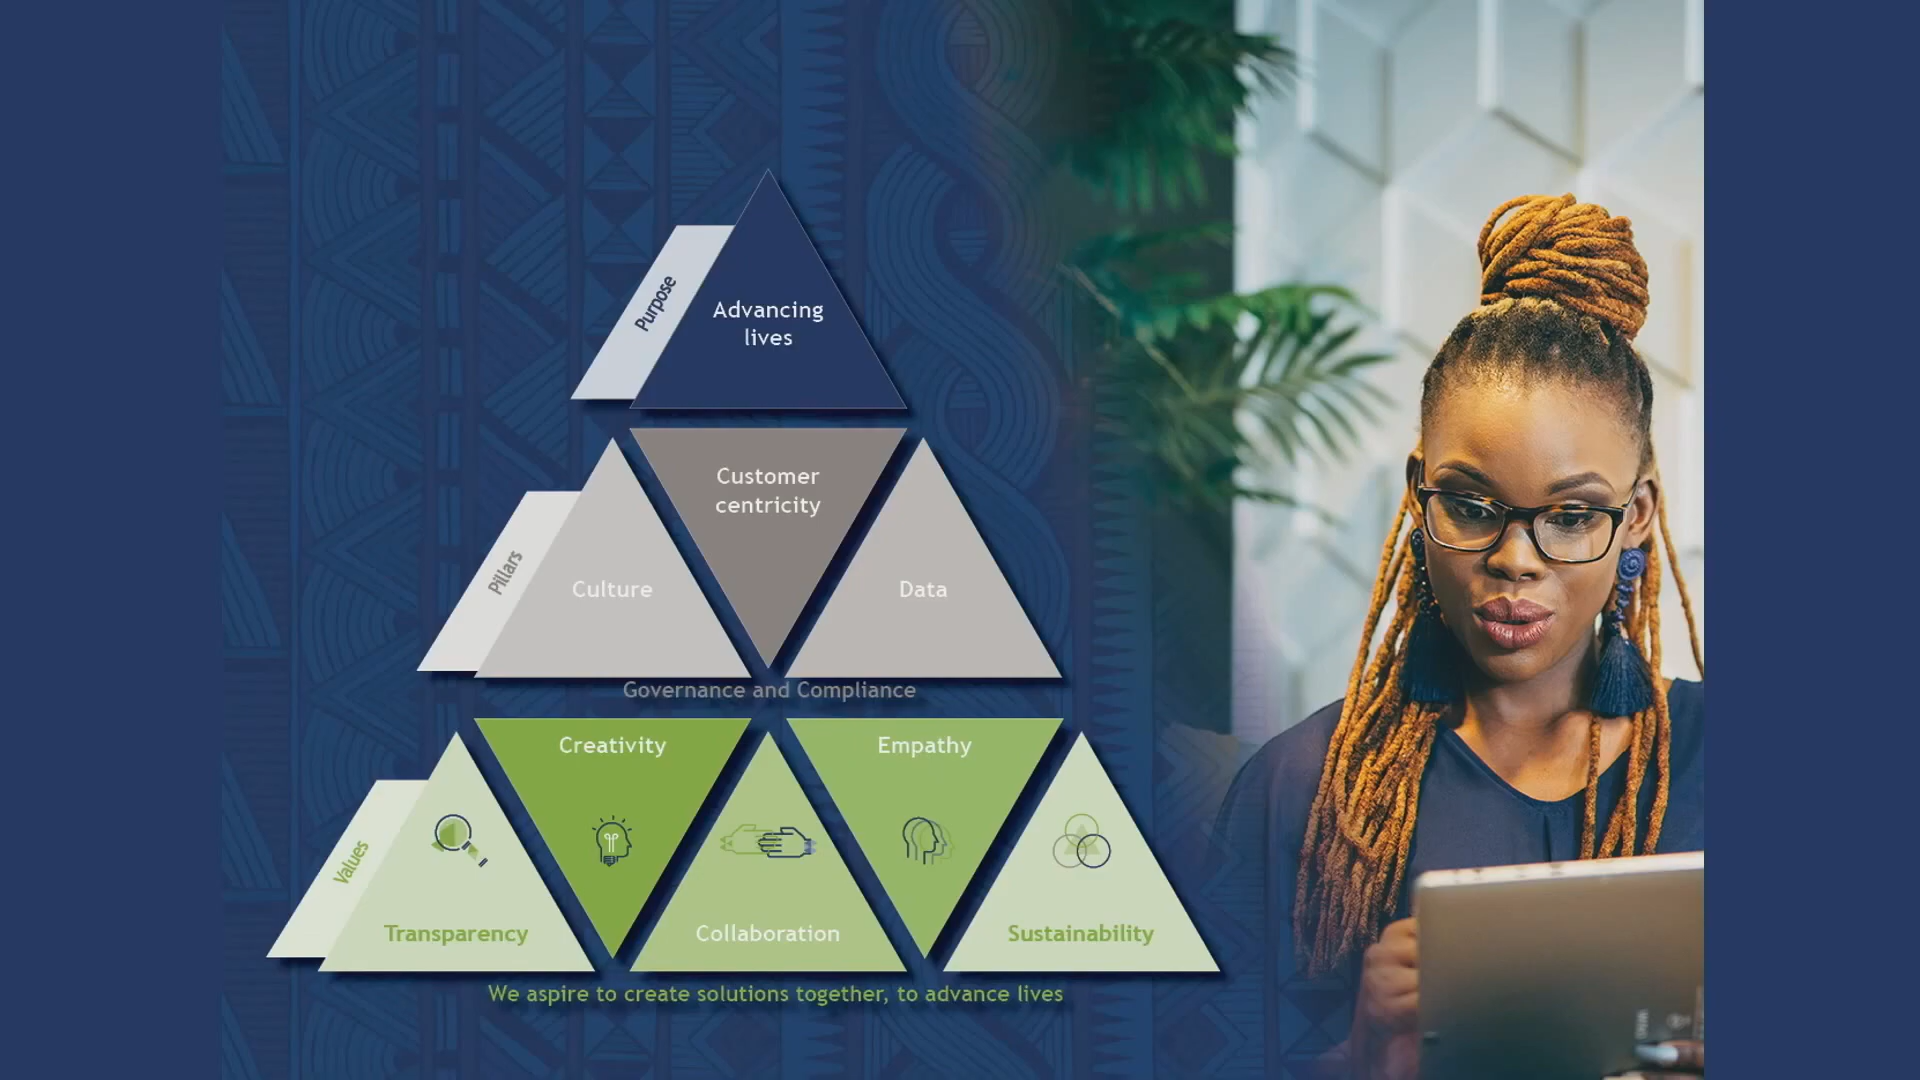 Purpose
Advancing
lives
Pillars
Customer
centricity
Culture
Data
Governance and Compliance
Values
Creativity
Empathy
Transparency
Collaboration
Sustainability
We aspire to create solutions together, to advance lives